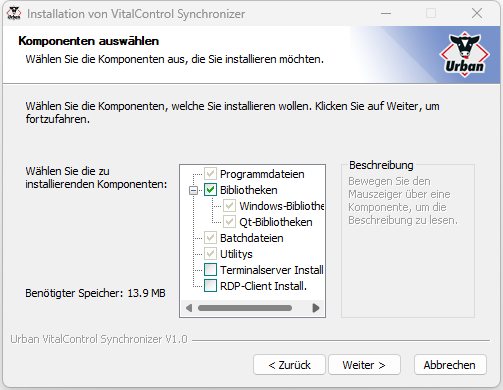 Installation von VitalControl Synchronizer
Komponenten auswählen
Wählen Sie die Komponenten aus, die Sie installieren möchten.
Urban
Wählen Sie die Komponenten, welche Sie installieren wollen. Klicken Sie auf Weiter, um
fortzufahren.
Wählen Sie die zu
installierenden Komponenten:
Programmdateien
Bibliotheken
Windows-Bibliothe
Qt-Bibliotheken
Batchdateien
Utilitys
Terminalserver Install
RDP-Client Install.
Beschreibung
Bewegen Sie den
Mauszeiger über eine
Komponente, um die
Beschreibung zu lesen.
Benötigter Speicher: 13.9 MB
Urban VitalControl Synchronizer V1.0
< Zurück
Weiter >
Abbrechen